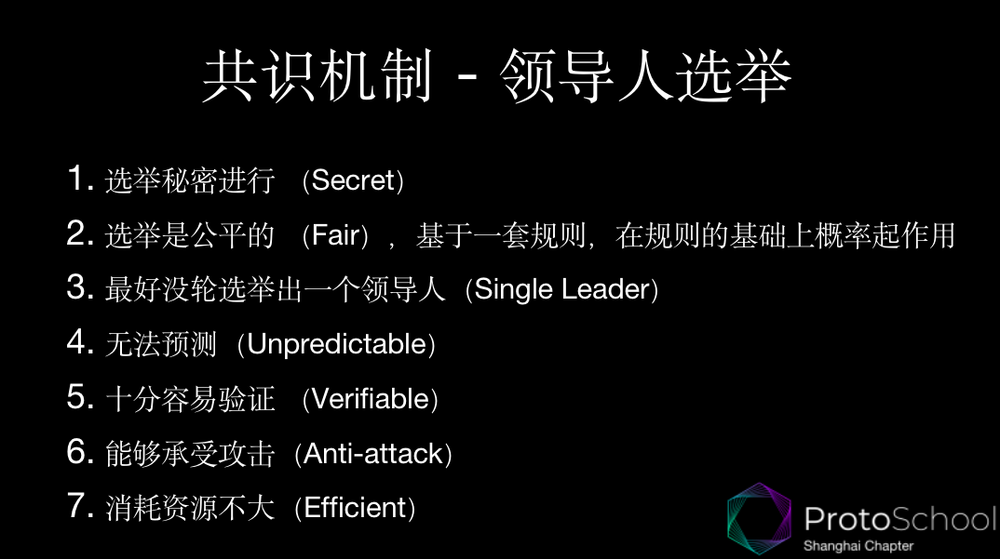 共识机制 - 领导人选举
1. 选举秘密进行 （Secret）
2. 选举是公平的 （Fair），基于一套规则，在规则的基础上概率起作用
3. 最好没轮选举出一个领导人（Single Leader）
4. 无法预测（Unpredictable）
5. 十分容易验证 （Verifiable）
6. 能够承受攻击（Anti-attack）
7. 消耗资源不大（Efficient）
ProtoSchool
Shanghai Chapter